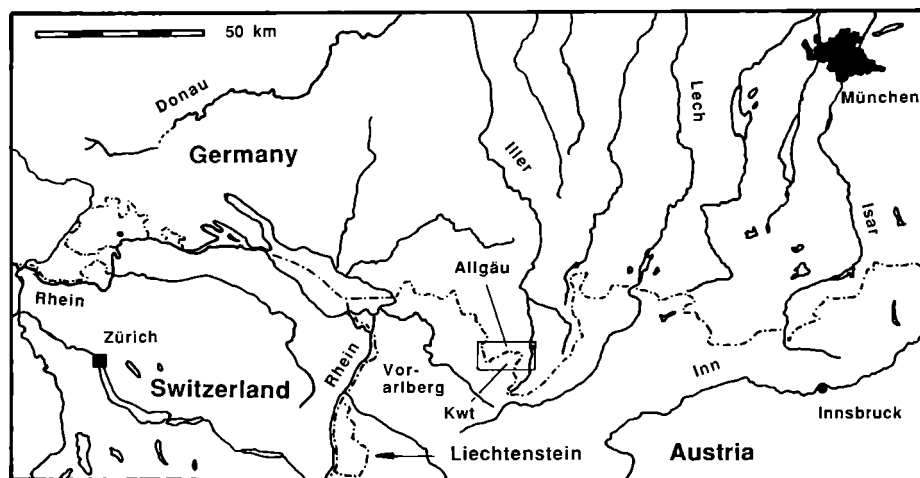 50 km
Donau
München
Lech
Germany
Iller
Isar
Allgäu
Rhein
Zürich
Rhein
Vor-
arlberg
Inn
Switzerland
Kwt
Innsbruck
Liechtenstein
Austria